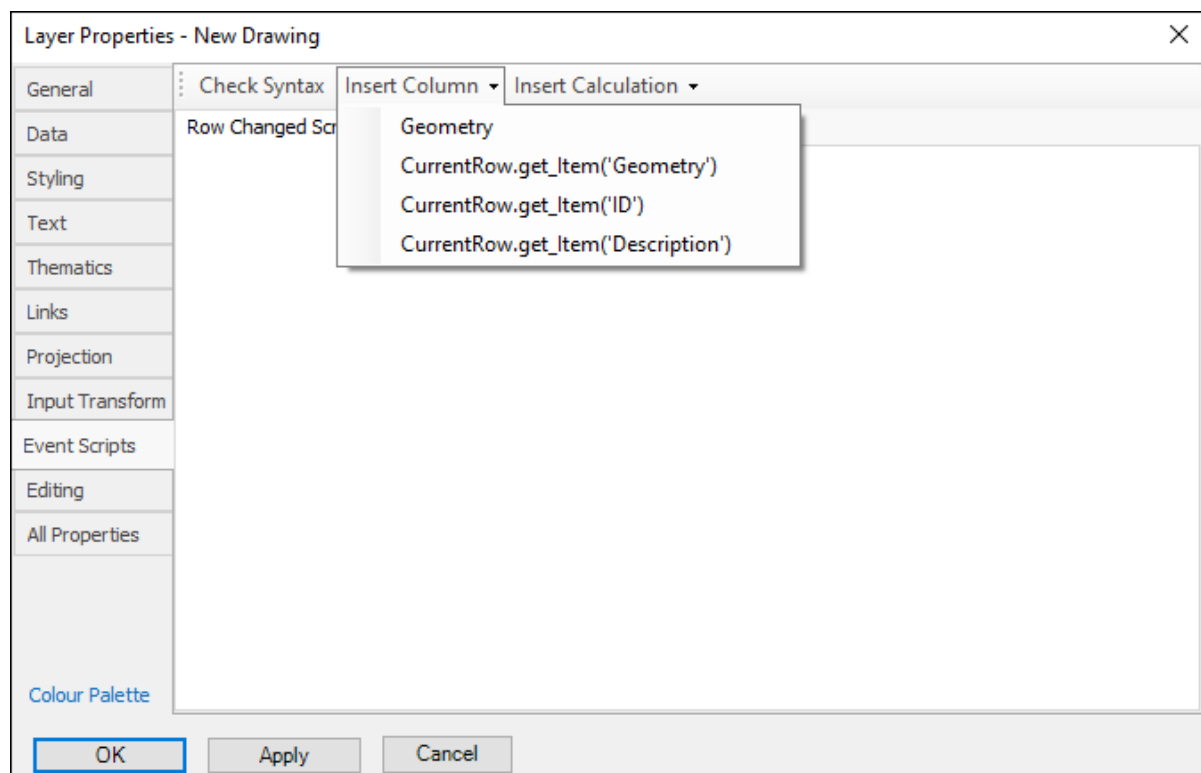 Layer Properties - New Drawing
General
Data
Styling
Text
Thematics
Links
Projection
Input Transform
Event Scripts
Editing
All Properties
Colour Palette
Check Syntax Insert Column Insert Calculation
Row Changed Scr
Geometry
CurrentRow.get_Item('Geometry')
CurrentRow.get_Item('ID')
CurrentRow.get_Item('Description')
OK Apply Cancel